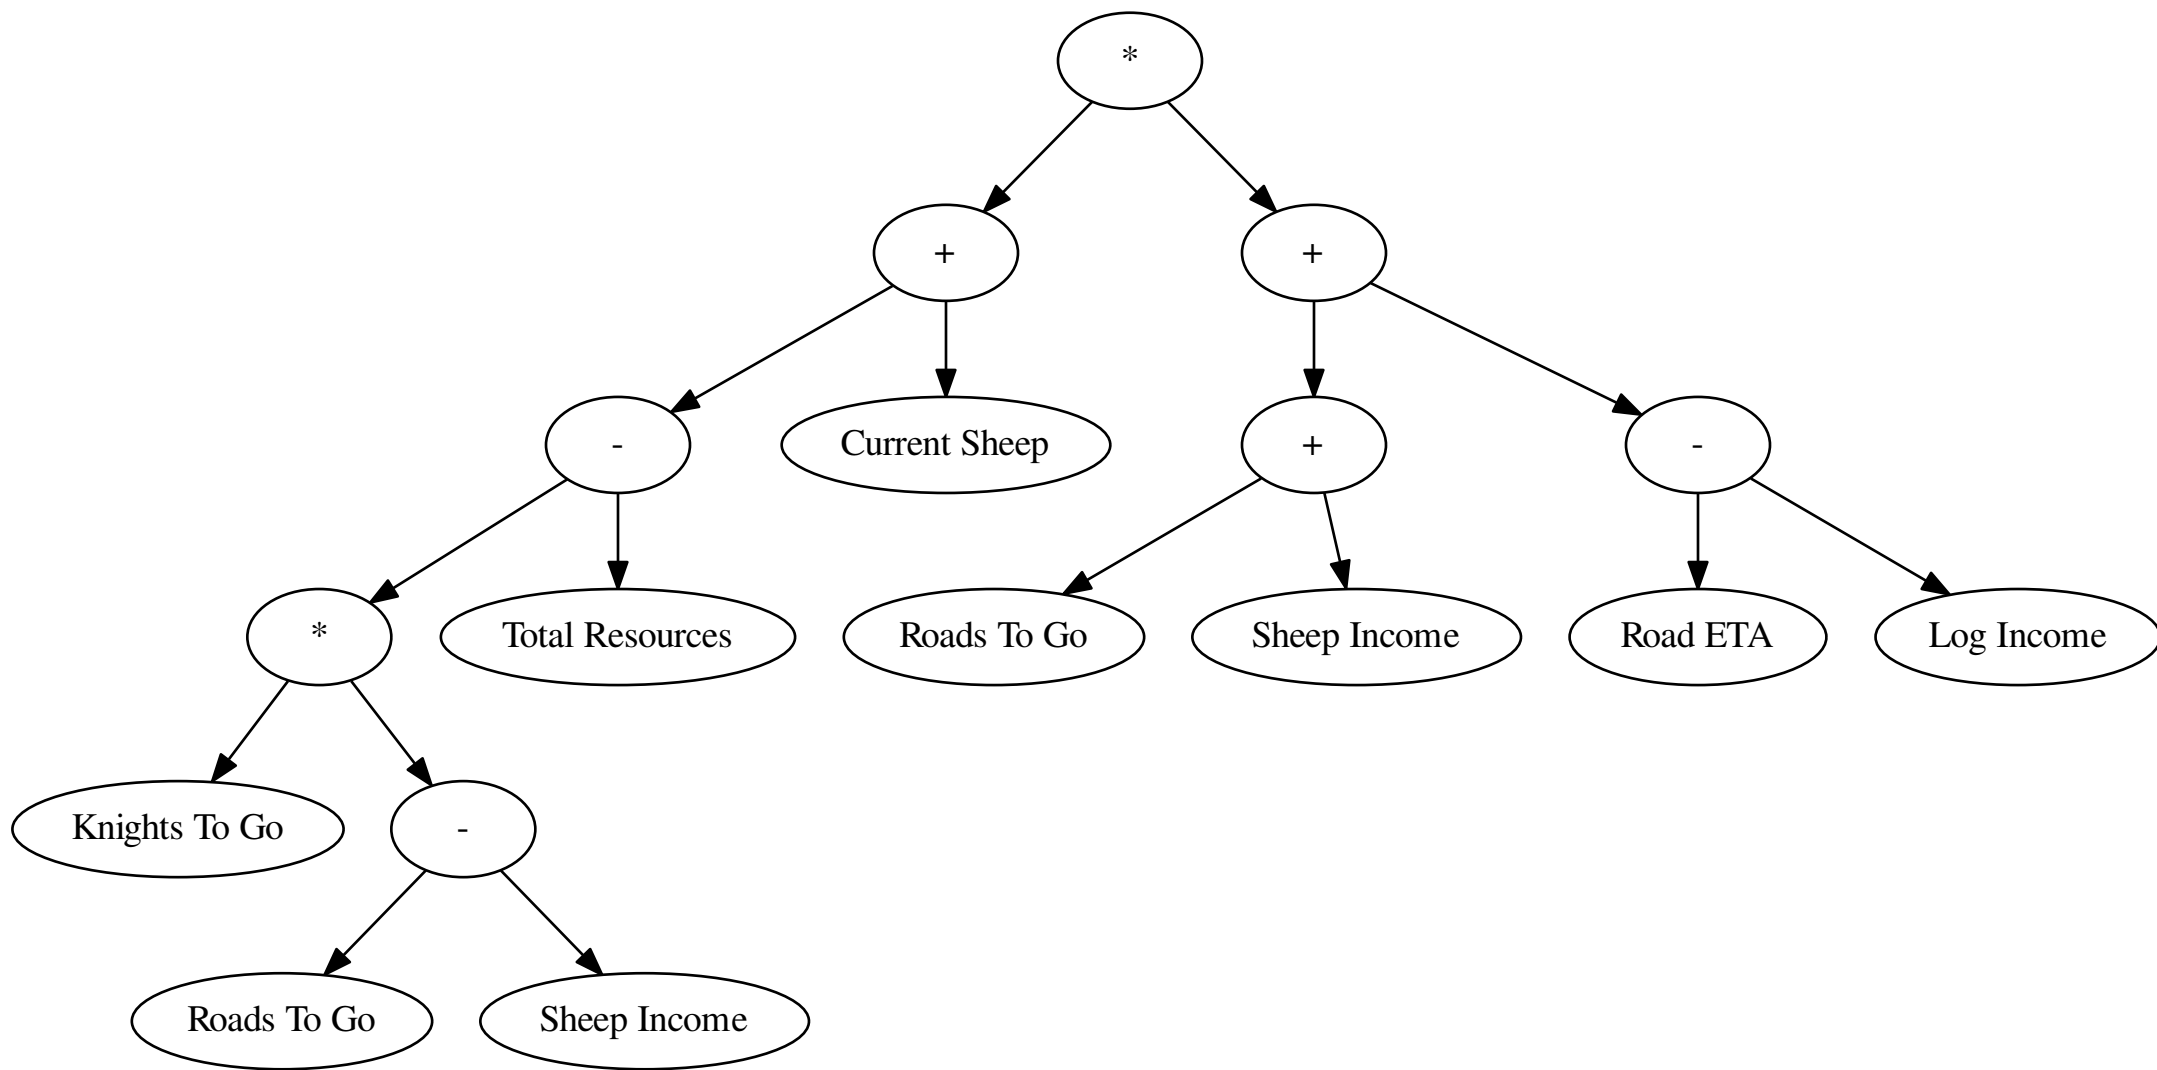 *
+
+
-
Current Sheep
+
-
*
Total Resources
Roads To Go
Sheep Income
Road ETA
Log Income
Knights To Go
-
Roads To Go
Sheep Income